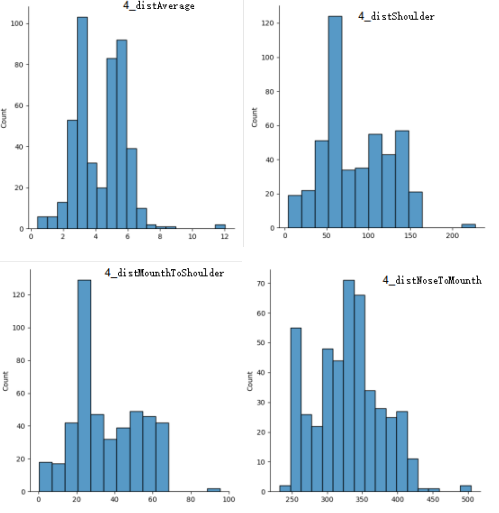 4_distAverage
Count
100
80
60
40
20
0
0 2 4 6 8 10 12
4_distShoulder
Count
120
100
80
60
40
20
0
0 50 100 150 200
4_distMounthToShoulder
Count
120
100
80
60
40
20
0
0 20 40 60 80 100
4_distNoseToMounth
Count
70
60
50
40
30
20
10
0
250 300 350 400 450 500